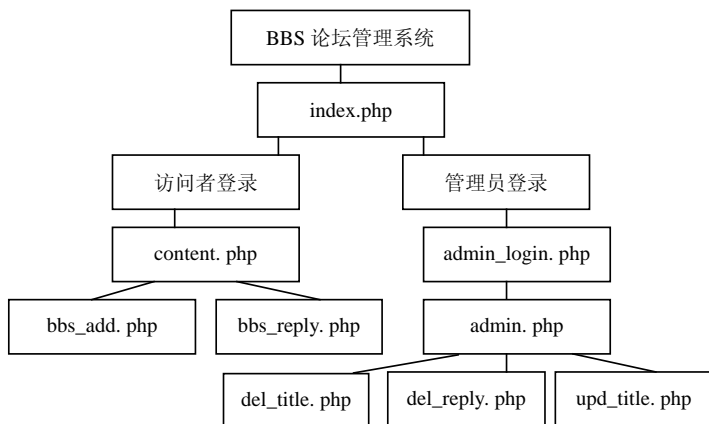 BBS 论坛管理系统
index.php
访问者登录
管理员登录
content. php
admin_login. php
bbs_add. php
bbs_reply. php
admin. php
del_title. php
del_reply. php
upd_title. php